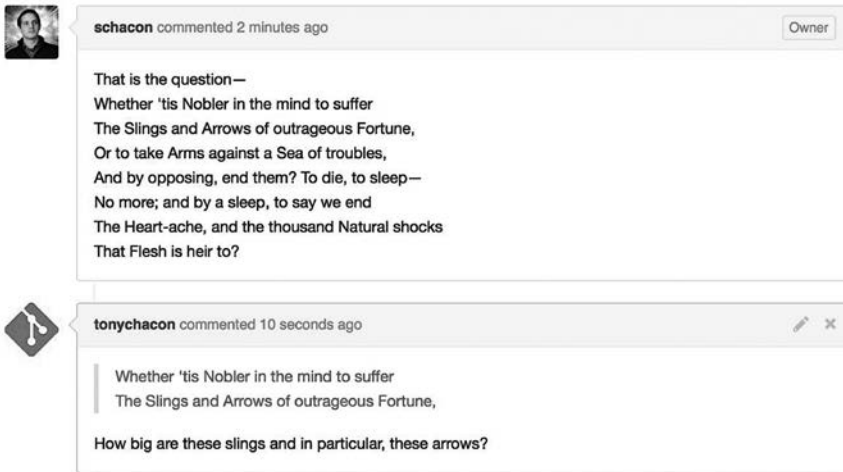 schacon commented 2 minutes ago Owner
That is the question—
Whether 'tis Nobler in the mind to suffer
The Slings and Arrows of outrageous Fortune,
Or to take Arms against a Sea of troubles,
And by opposing, end them? To die, to sleep—
No more; and by a sleep, to say we end
The Heart-ache, and the thousand Natural shocks
That Flesh is heir to?
tonychacon commented 10 seconds ago
Whether 'tis Nobler in the mind to suffer
The Slings and Arrows of outrageous Fortune,
How big are these slings and in particular, these arrows?